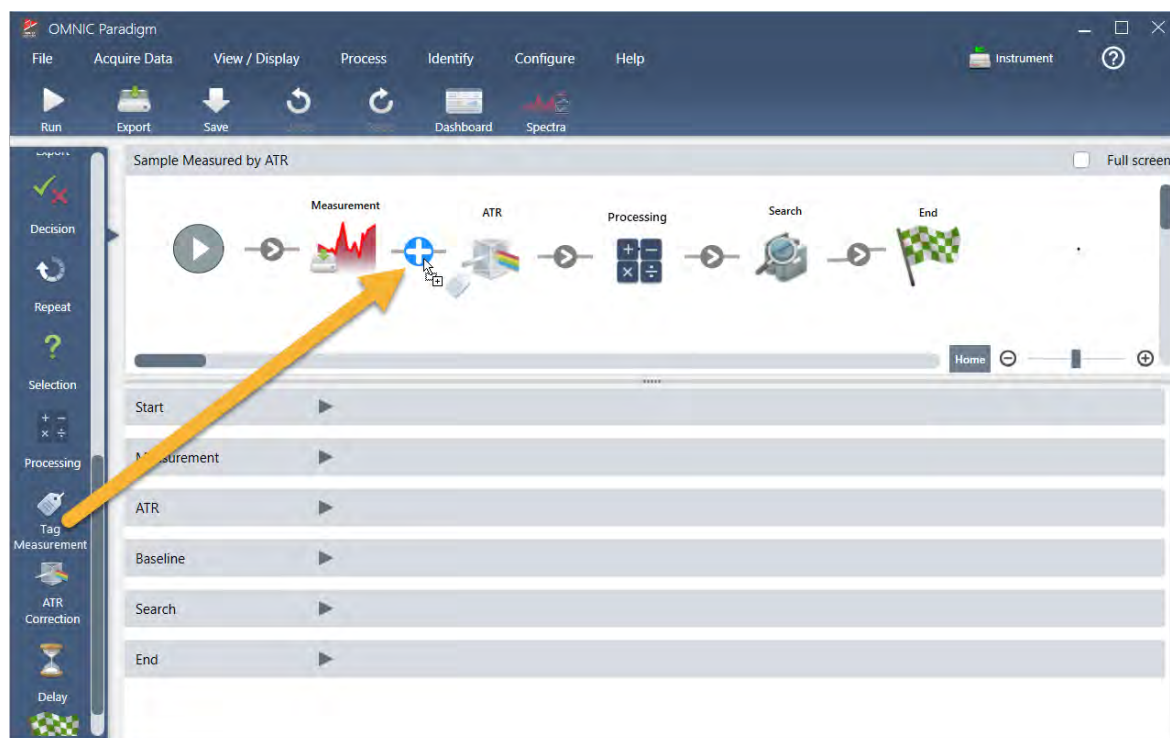 OMNIC Paradigm
File Acquire Data View / Display Process Identify Configure Help Instrument
Run Export Save Dashboard Spectra
Export
Sample Measured by ATR Full screen
Decision
Measurement ATR Processing Search End
Repeat
Home
Selection
Start
Processing
Measurement
Tag
Measurement
ATR
Baseline
ATR
Correction
Search
End
Delay